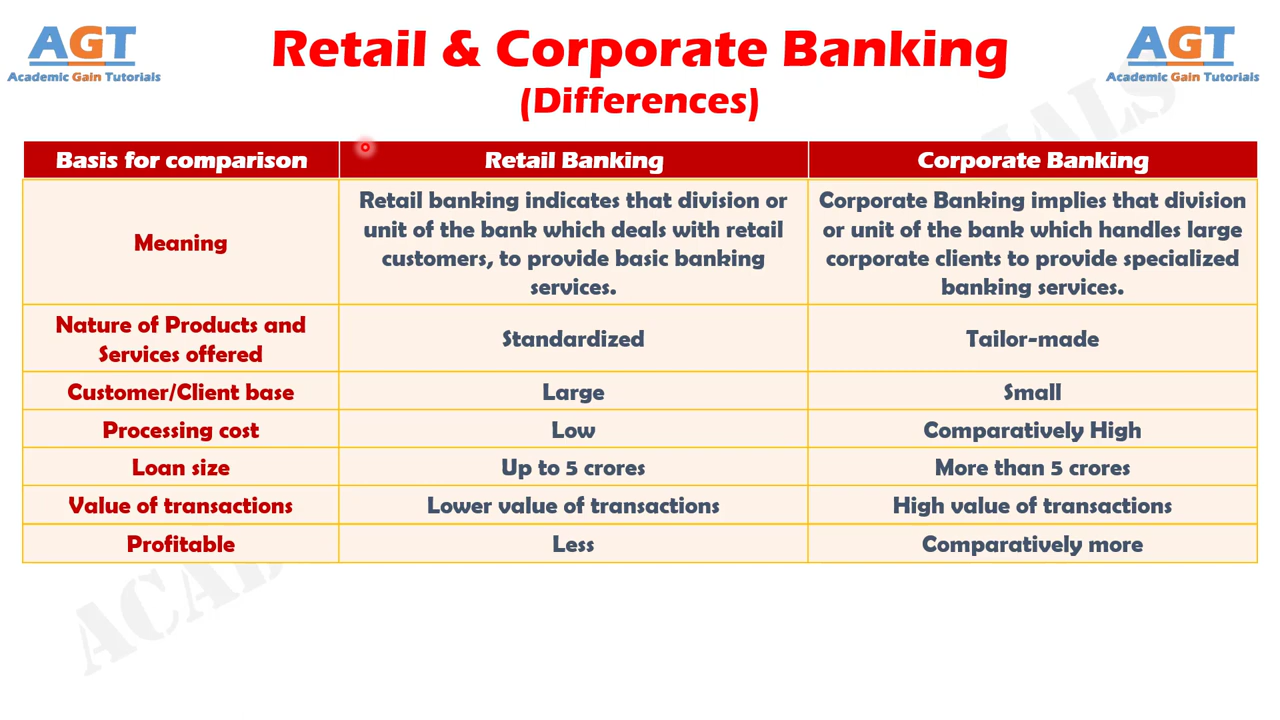 AGT
Academic Gain Tutorials
Retail & Corporate Banking
(Differences)
AGT
Academic Gain Tutorials
Basis for comparison
Retail Banking
Corporate Banking
Meaning
Retail banking indicates that division or
unit of the bank which deals with retail
customers, to provide basic banking
services.
Corporate Banking implies that division
or unit of the bank which handles large
corporate clients to provide specialized
banking services.
Nature of Products and
Services offered
Standardized
Tailor-made
Customer/Client base
Large
Small
Processing cost
Low
Comparatively High
Loan size
Up to 5 crores
More than 5 crores
Value of transactions
Lower value of transactions
High value of transactions
Profitable
Less
Comparatively more